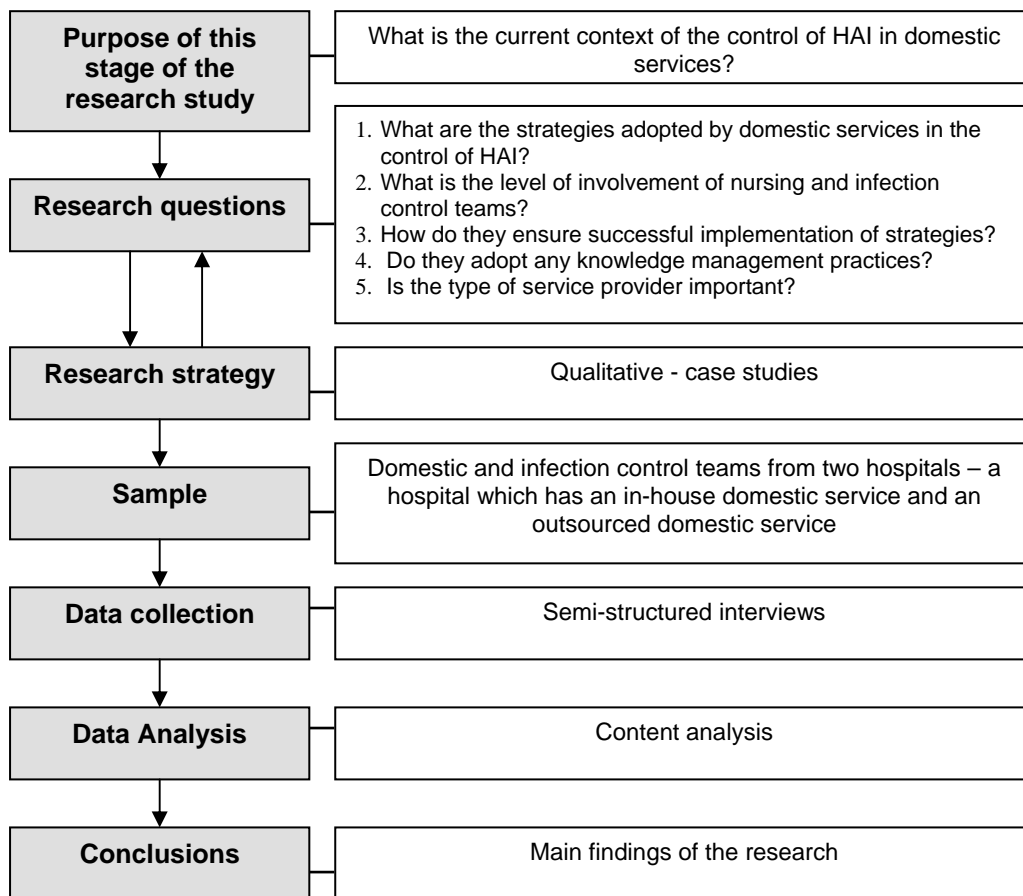 Purpose of this
stage of the
research study
What is the current context of the control of HAI in domestic
services?
Research questions
1. What are the strategies adopted by domestic services in the
control of HAI?
2. What is the level of involvement of nursing and infection
control teams?
3. How do they ensure successful implementation of strategies?
4. Do they adopt any knowledge management practices?
5. Is the type of service provider important?
Research strategy
Qualitative - case studies
Sample
Domestic and infection control teams from two hospitals – a
hospital which has an in-house domestic service and an
outsourced domestic service
Data collection
Semi-structured interviews
Data Analysis
Content analysis
Conclusions
Main findings of the research